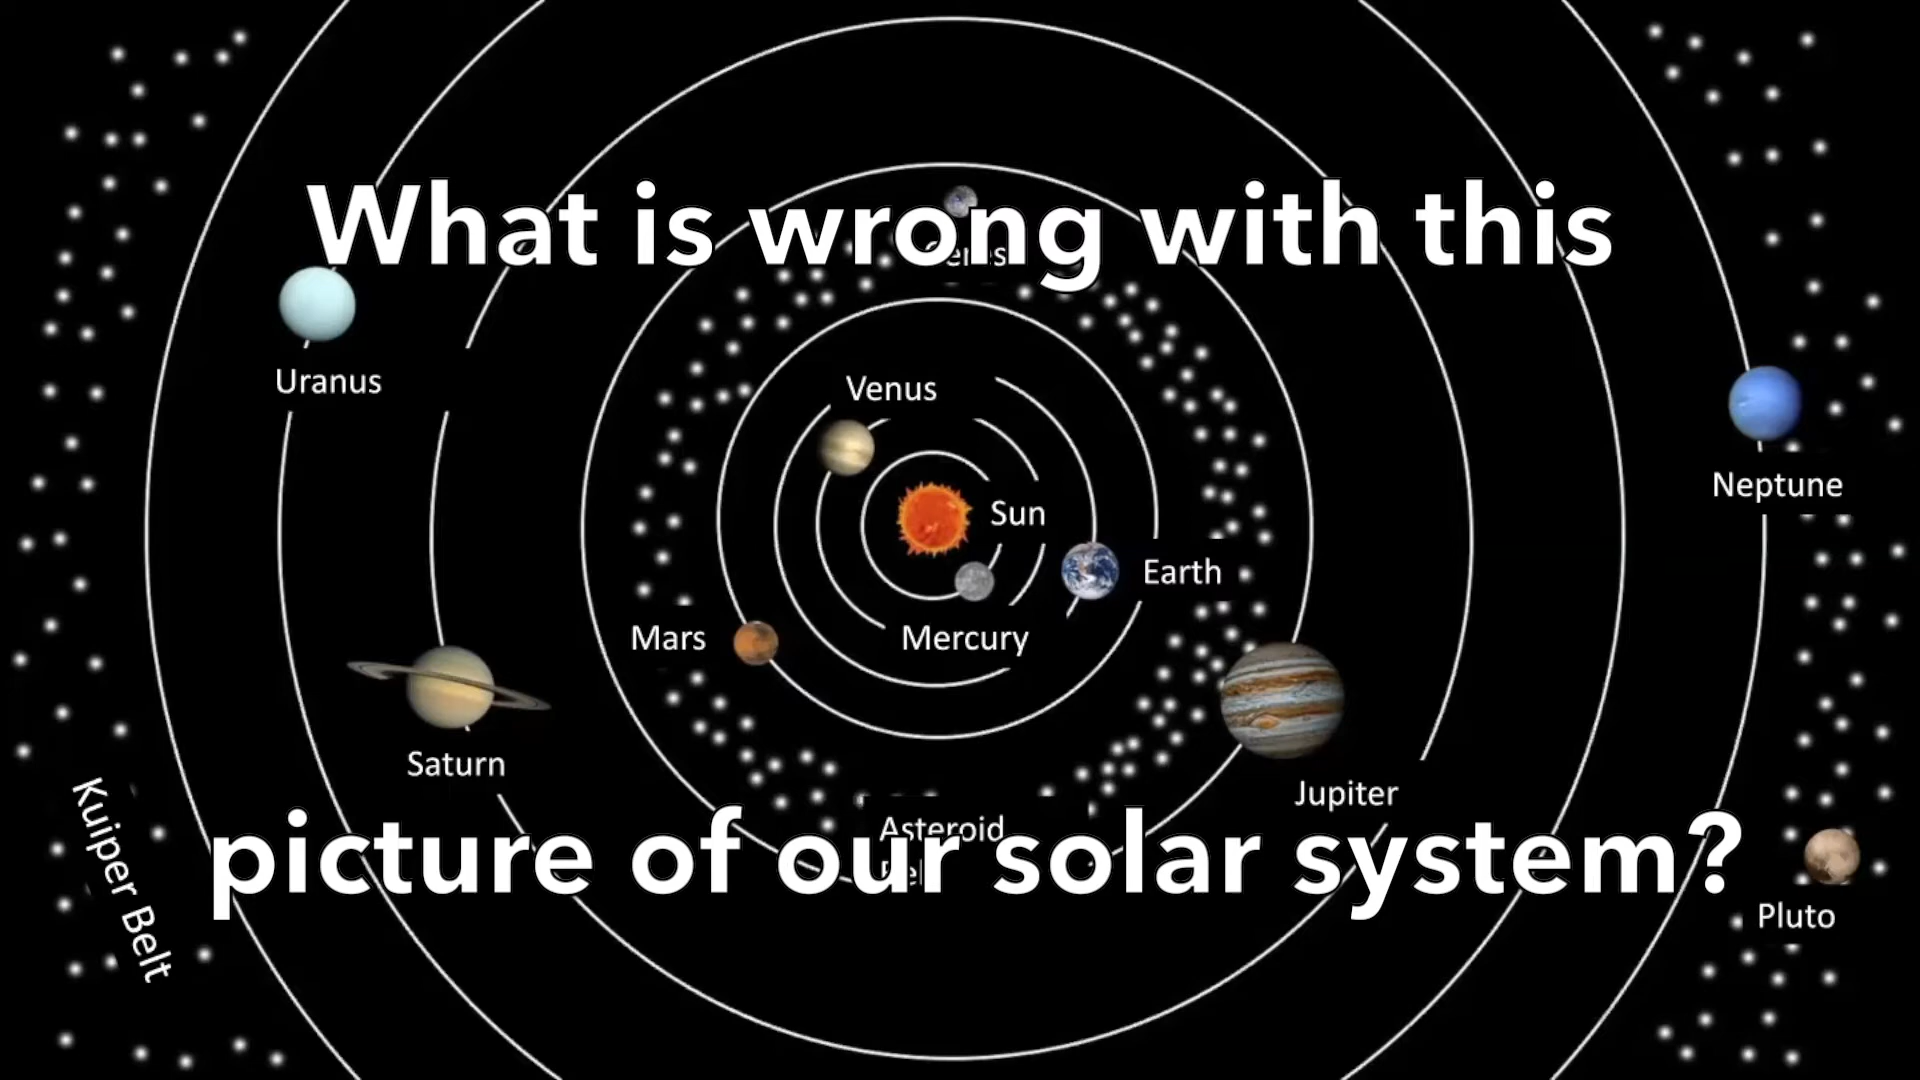 What is wrong with this
Uranus
Venus
Neptune
Sun
Earth
Mars
Mercury
Saturn
Jupiter
Asteroid
picture of our solar system?
Kuiper Belt
Pluto